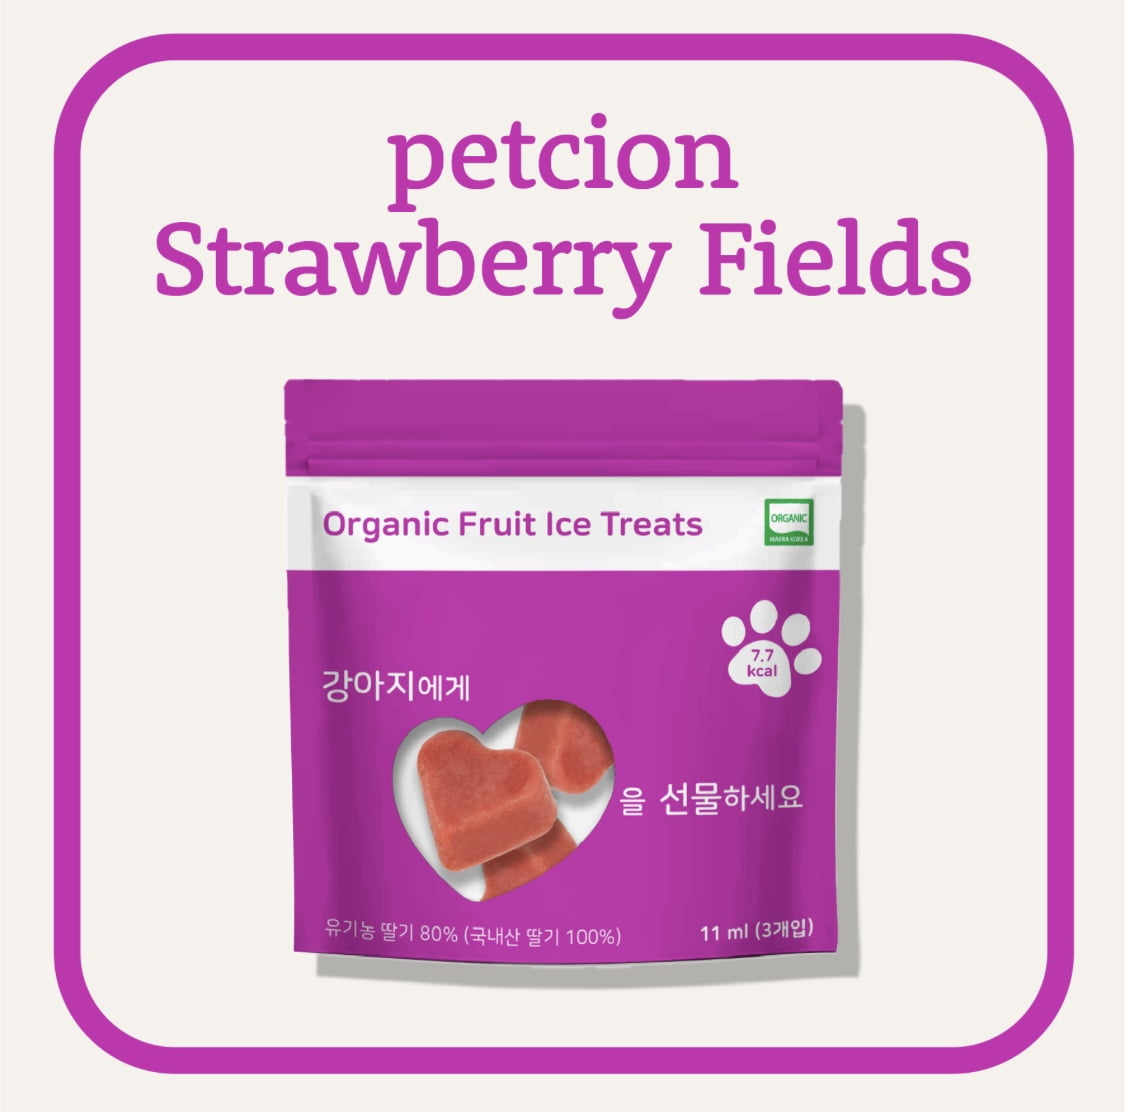 petcion
Strawberry Fields
Organic Fruit Ice Treats
ORGANIC
MAFRA KOREA
7.7
kcal
강아지에게
을 선물하세요
유기농 딸기 80% (국내산 딸기 100%)
11 ml (3개입)